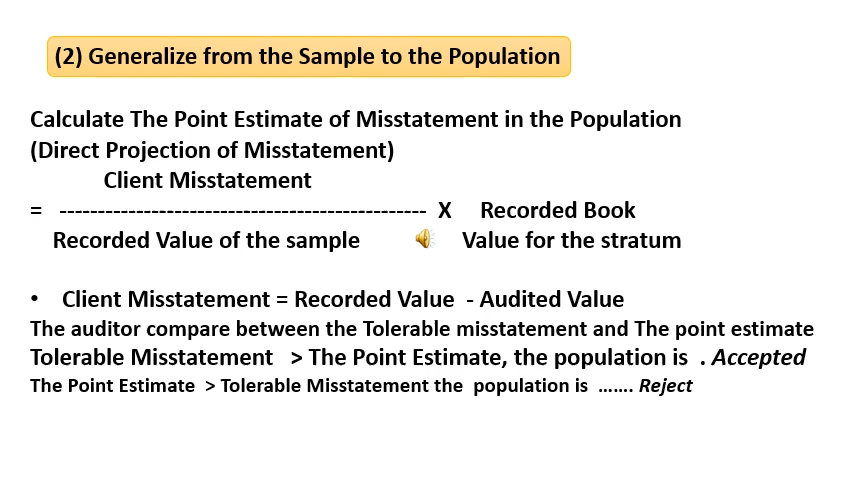 (2) Generalize from the Sample to the Population
Calculate The Point Estimate of Misstatement in the Population
(Direct Projection of Misstatement)
Client Misstatement
= ------------------------------------------------ X Recorded Book
Recorded Value of the sample Value for the stratum
• Client Misstatement = Recorded Value - Audited Value
The auditor compare between the Tolerable misstatement and The point estimate
Tolerable Misstatement > The Point Estimate, the population is . Accepted
The Point Estimate > Tolerable Misstatement the population is ……. Reject